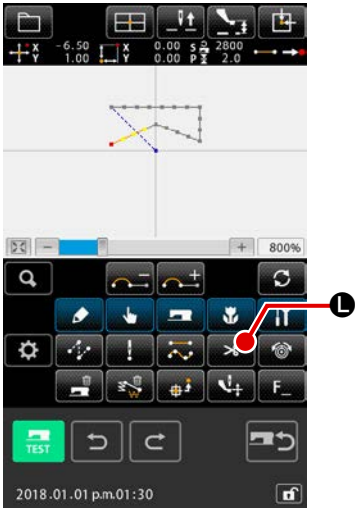 X -6.50 X 0.00 S 2800
Y 1.00 Y 0.00 P 2.0
− + 800%
− +
L
! 
W F_
TEST
2018.01.01 p.m.01:30